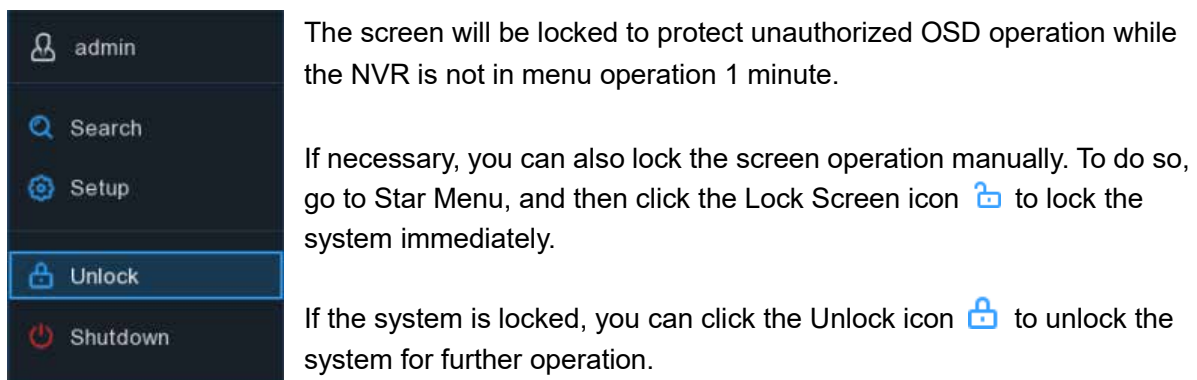 admin
Search
Setup
Unlock
Shutdown
The screen will be locked to protect unauthorized OSD operation while
the NVR is not in menu operation 1 minute.
If necessary, you can also lock the screen operation manually. To do so,
go to Star Menu, and then click the Lock Screen icon to lock the
system immediately.
If the system is locked, you can click the Unlock icon to unlock the
system for further operation.